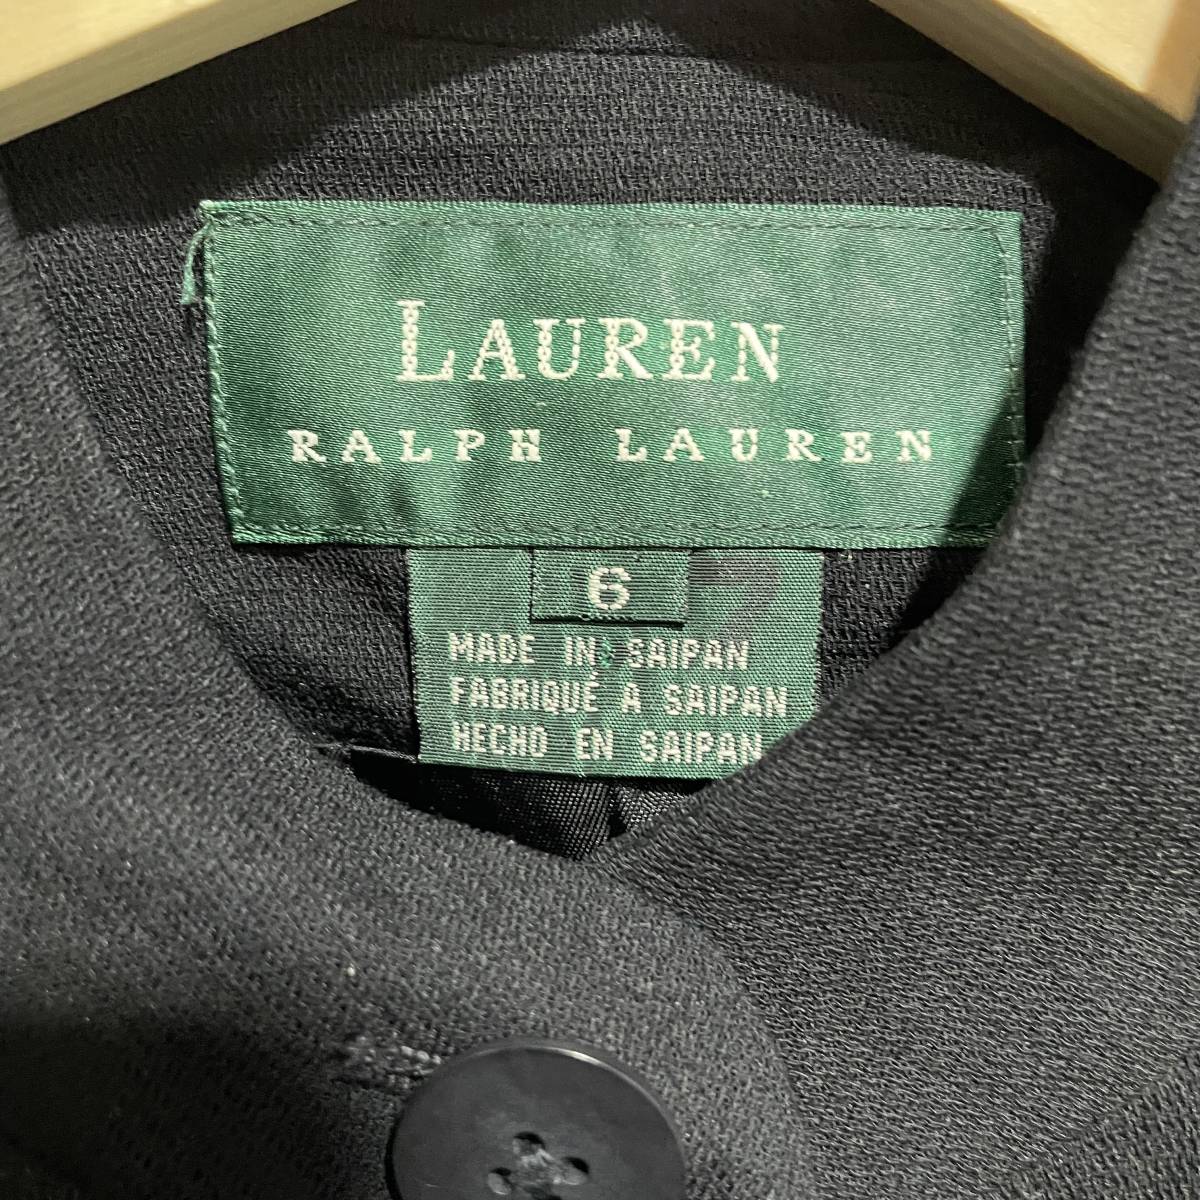 LAUREN
RALPH LAUREN
6
MADE IN SAIPAN
FABRIQUÉ A SAIPAN
HECHO EN SAIPAN